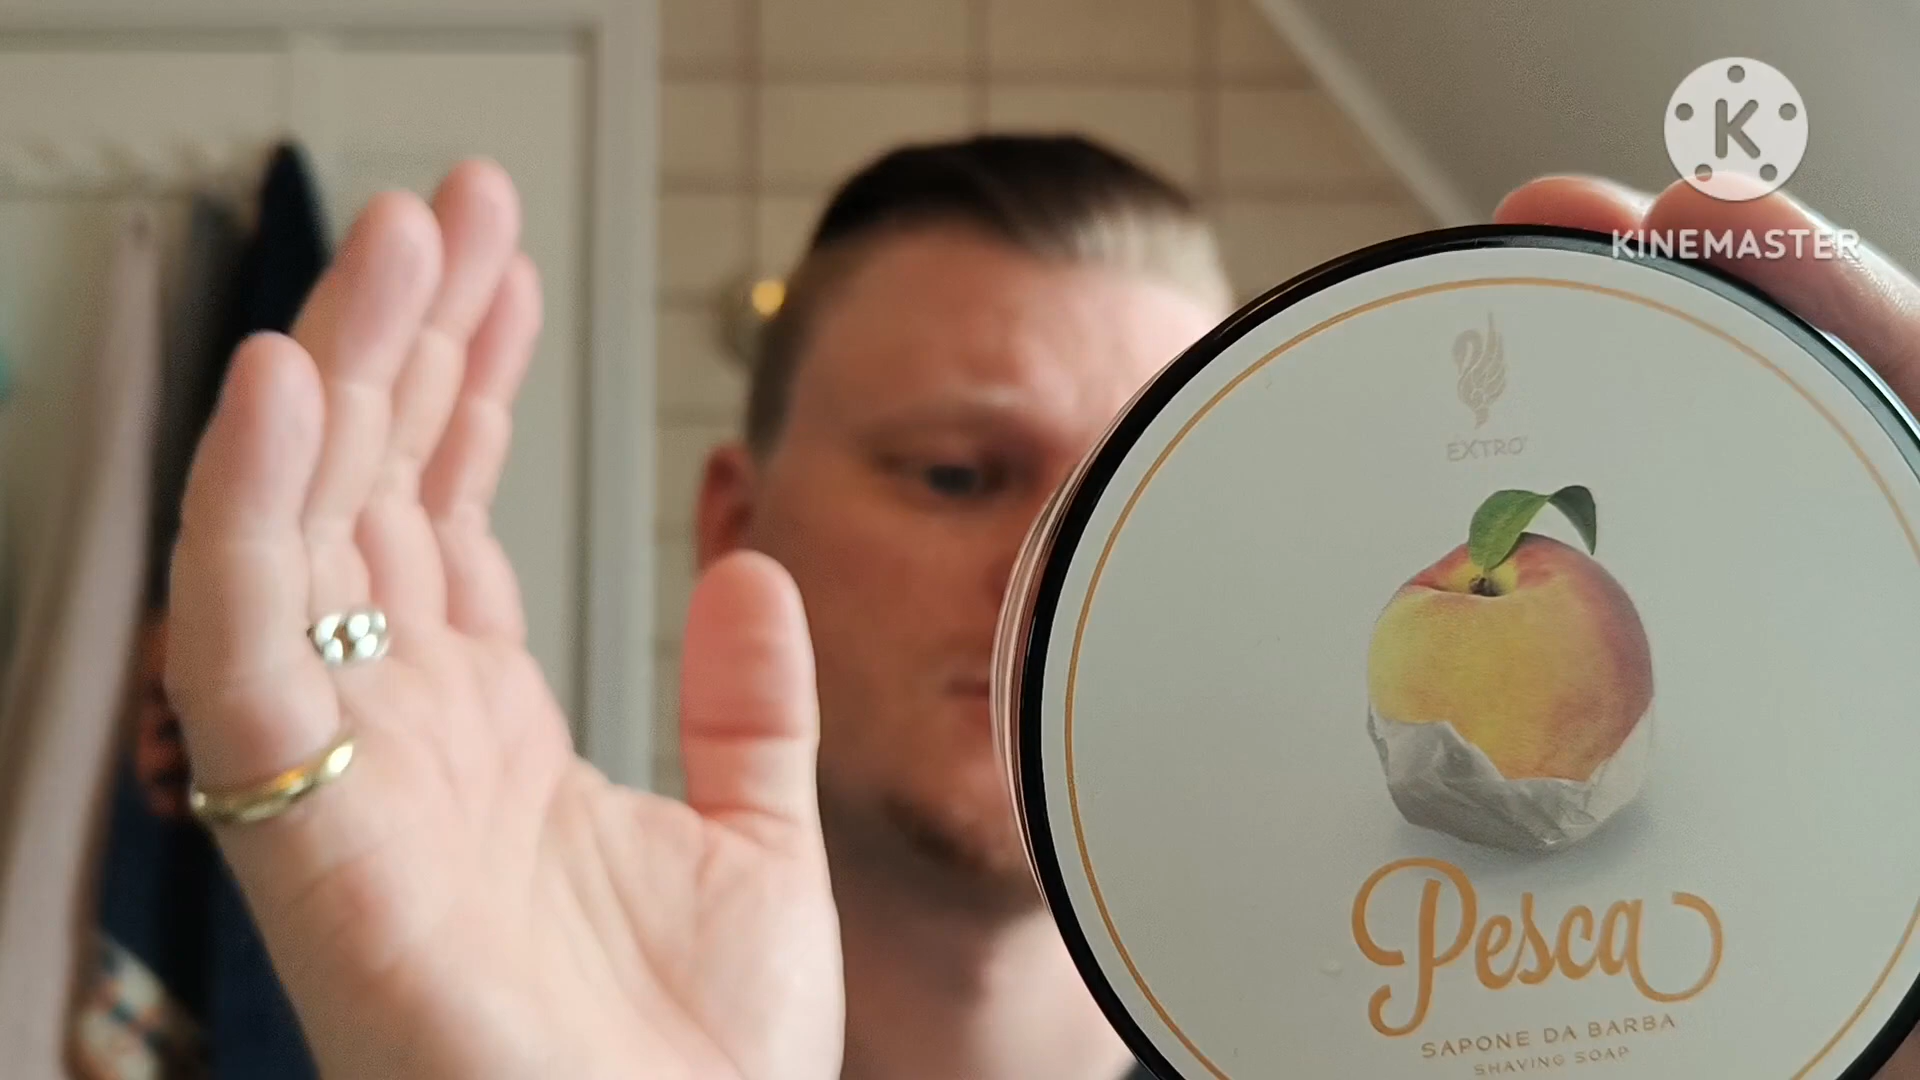 K
KINEMASTER
EXTRO
Pesca
SAPONE DA BARBA
SHAVING SOAP